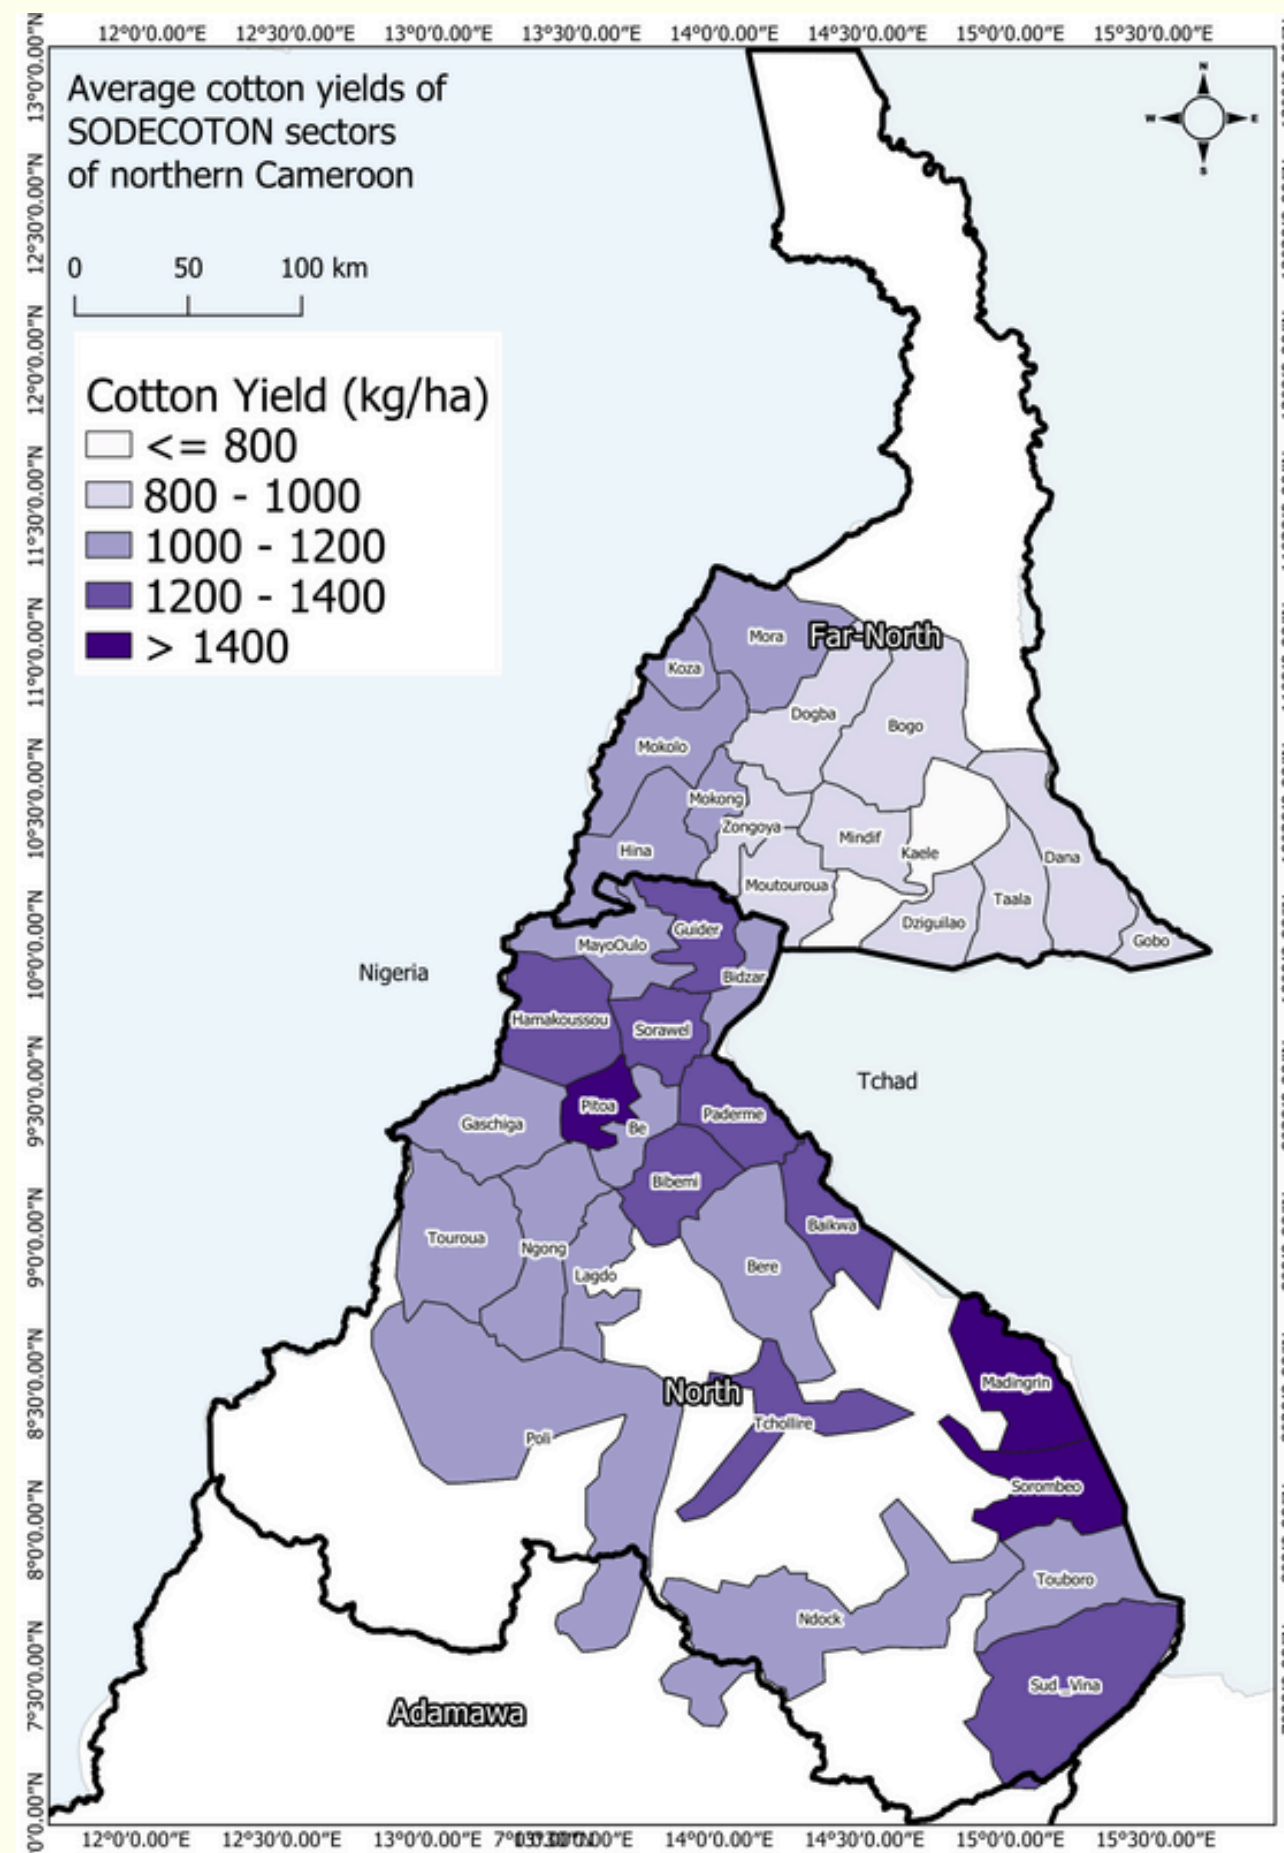 12°0'0.00"E 12°30'0.00"E 13°0'0.00"E 13°30'0.00"E 14°0'0.00"E 14°30'0.00"E 15°0'0.00"E 15°30'0.00"E
Average cotton yields of
SODECOTON sectors
of northern Cameroon
N
W E
S
0 50 100 km
Cotton Yield (kg/ha)
<= 800
800 - 1000
1000 - 1200
1200 - 1400
> 1400
13°0'0.00"N
12°30'0.00"N
12°0'0.00"N
11°30'0.00"N
11°0'0.00"N
10°30'0.00"N
10°0'0.00"N
9°30'0.00"N
9°0'0.00"N
8°30'0.00"N
8°0'0.00"N
7°30'0.00"N
Mora
Far-North
Koza
Dogba
Bogo
Mokolo
Mokong
Zongoya
Mindif
Hina
Kaele
Dana
Moutouroua
Taala
Dziguilao
Guider
MayoOulo
Gobo
Nigeria
Bidzar
Hamakoussou
Sorawel
Tchad
Pitoa
Paderme
Gaschiga
Be
Bibemi
Baikwa
Touroua
Ngong
Bere
Lagdo
Madingrin
North
Tchollire
Poli
Sorombeo
Touboro
Ndock
Sud_Vina
Adamawa
12°0'0.00"E 12°30'0.00"E 13°0'0.00"E 14°0'0.00"E 14°30'0.00"E 15°0'0.00"E 15°30'0.00"E